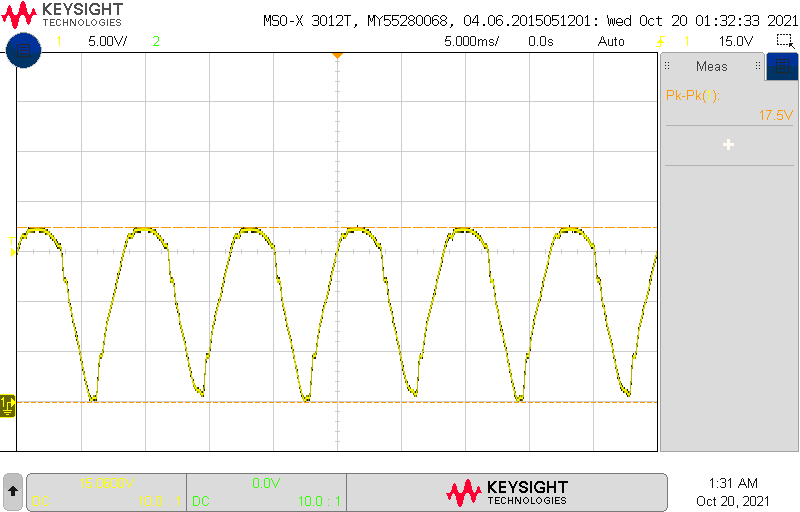 KEYSIGHT
TECHNOLOGIES
MSO-X 3012T, MY55280068, 04.06.2015051201: Wed Oct 20 01:32:33 2021
1 5.00V/ 2 5.000ms/ 0.0s Auto 1 15.0V
Meas
Pk-Pk( ):
17.5V
T
1
0.0V
DC 10.0 : 1
KEYSIGHT
TECHNOLOGIES
1:31 AM
Oct 20, 2021